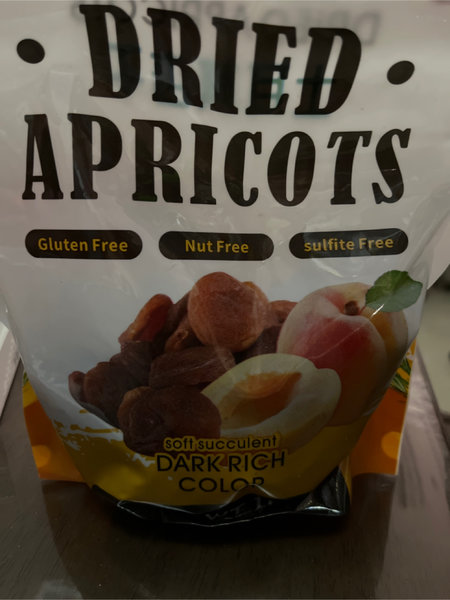 • DRIED •
APRICOTS
Gluten Free Nut Free sulfite Free
soft succulent
DARK RICH
COLOR